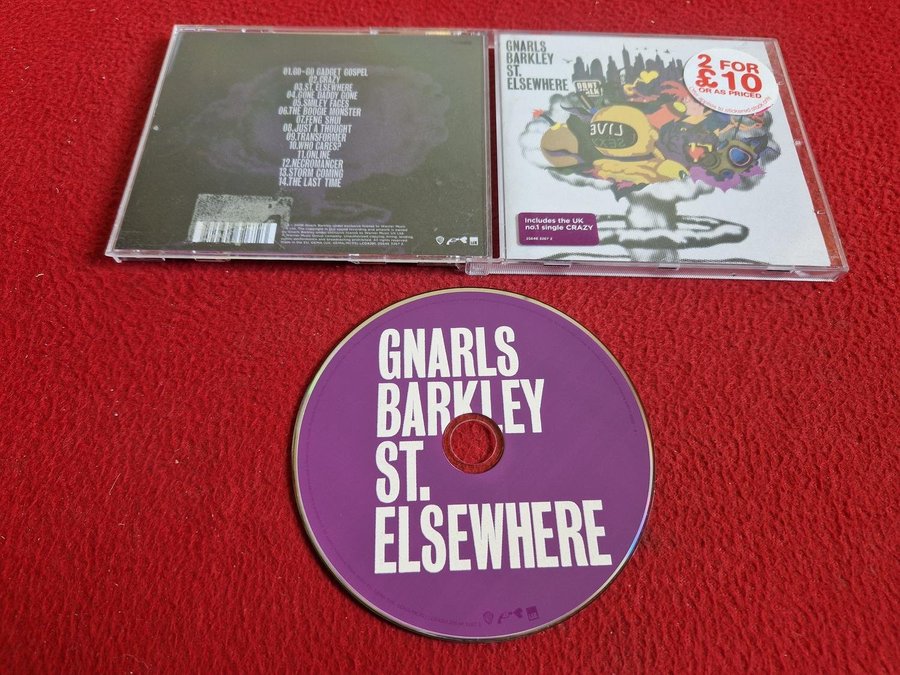 01.GO-GO GADGET GOSPEL
02.CRAZY
03.ST. ELSEWHERE
04.GONE DADDY GONE
05.SMILEY FACES
06.THE BOOGIE MONSTER
07.FENG SHUI
08.JUST A THOUGHT
09.TRANSFORMER
10.WHO CARES?
11.ONLINE
12.NECROMANCER
13.STORM COMING
14.THE LAST TIME
GNARLS
BARKLEY
ST.
ELSEWHERE
2 FOR
£10
OR AS PRICED
LIVE
Includes the UK
no.1 single CRAZY
GNARLS
BARKLEY
ST.
ELSEWHERE